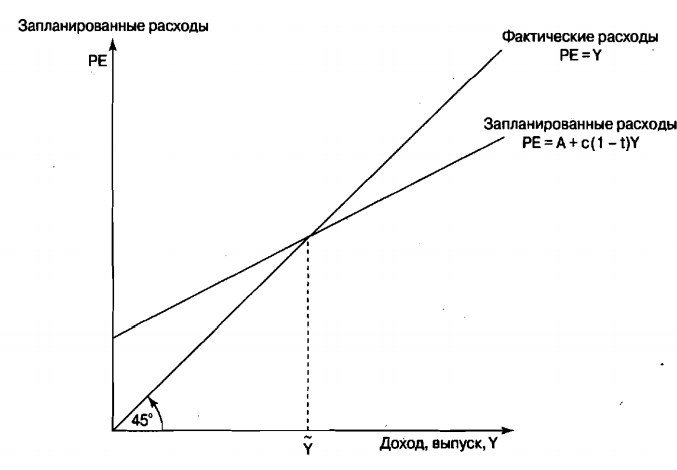 Запланированные расходы
PE
Фактические расходы
PE = Y
Запланированные расходы
PE = A + c(1 – t)Y
45°
Ỹ
Доход, выпуск, Y